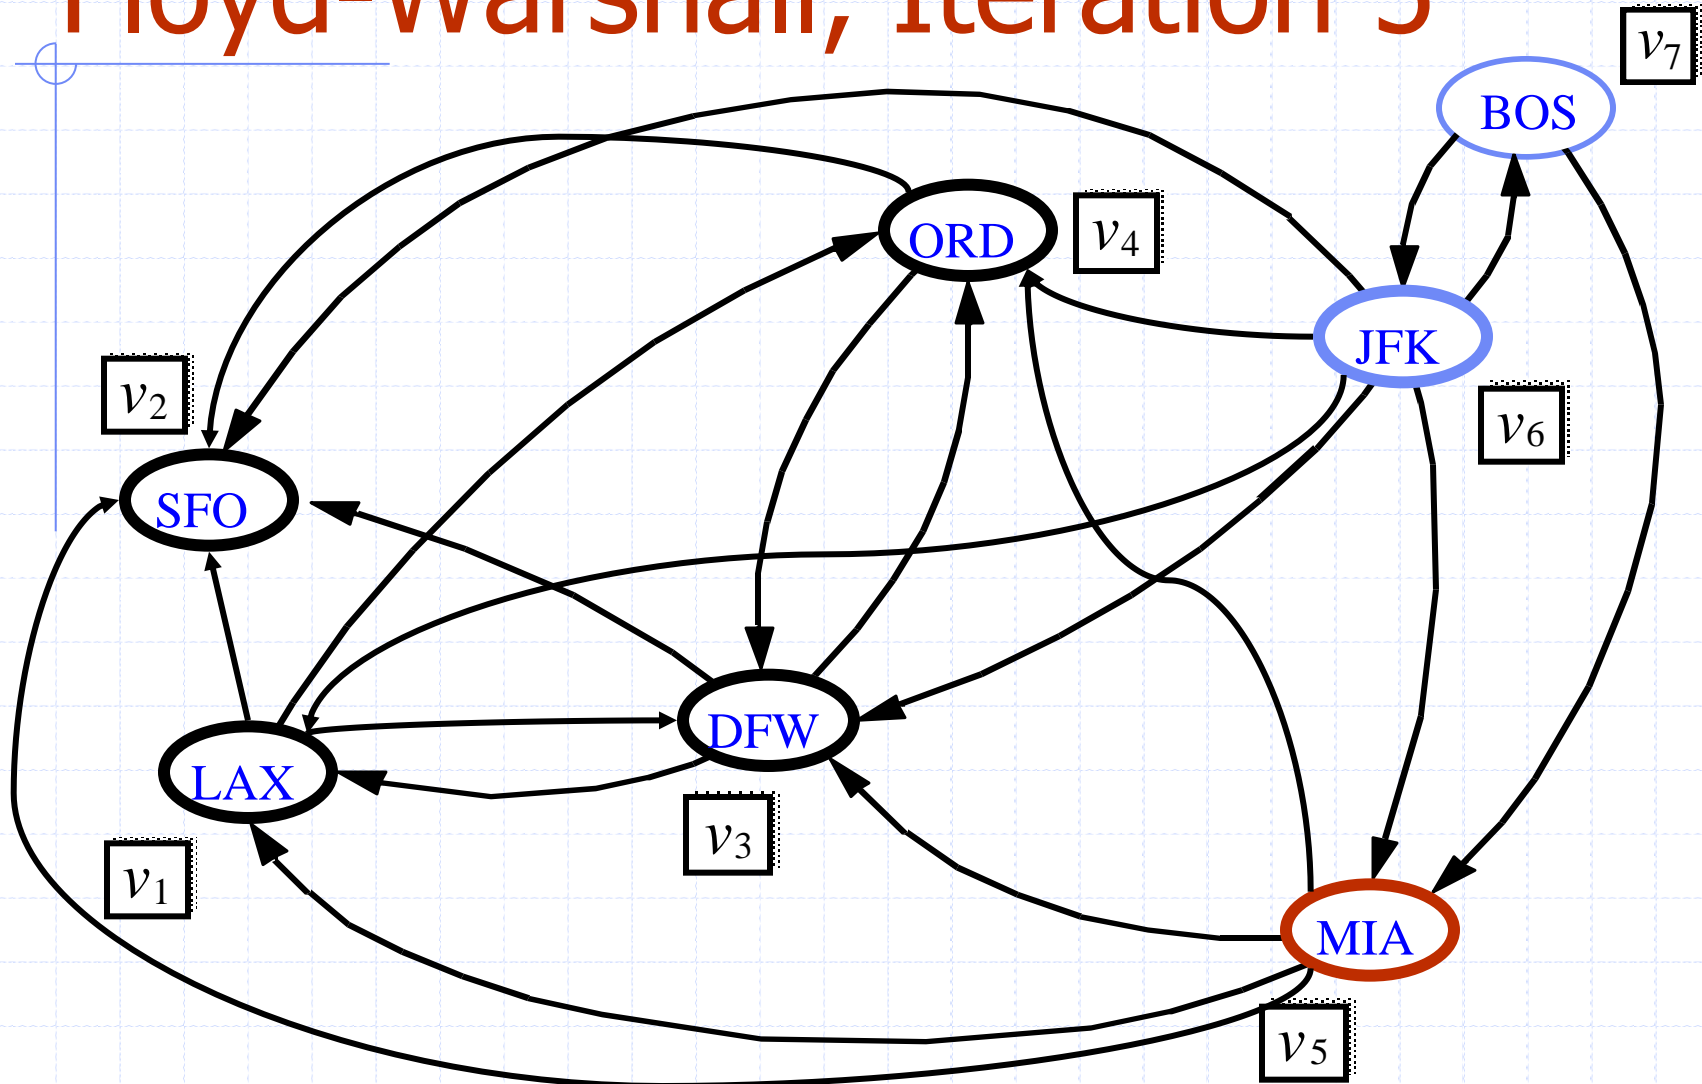 Floyd-Warshall, Iteration 5
v7
BOS
ORD
v4
JFK
v2
v6
SFO
DFW
LAX
v3
v1
MIA
v5